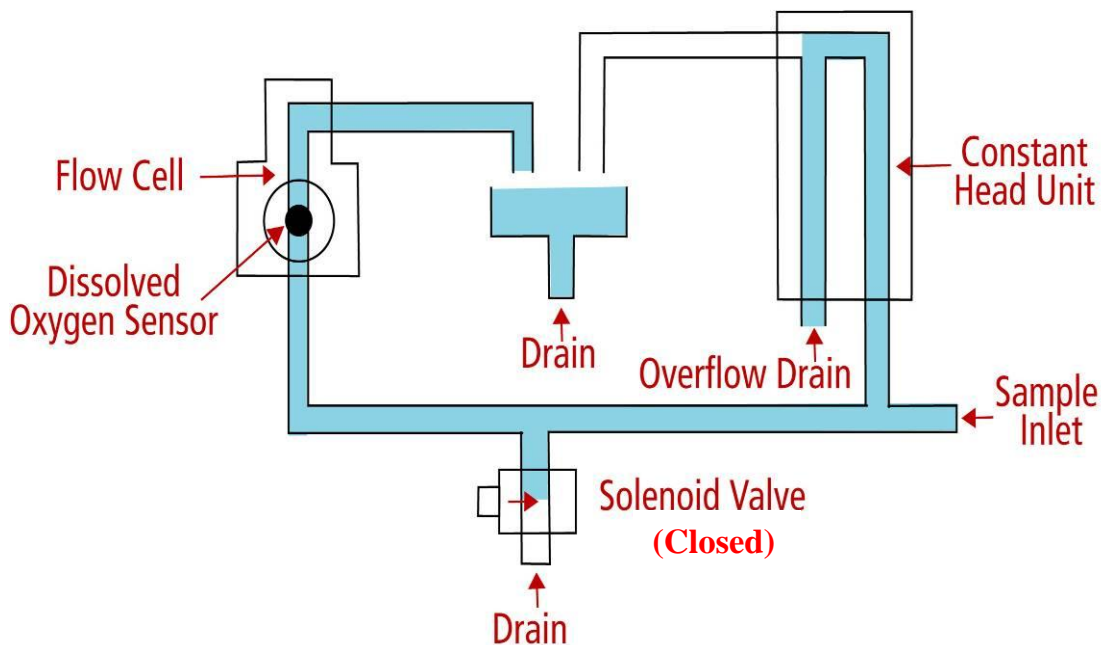 Flow Cell
Constant
Head Unit
Dissolved
Oxygen Sensor
Drain
Overflow Drain
Sample
Inlet
Solenoid Valve
(Closed)
Drain